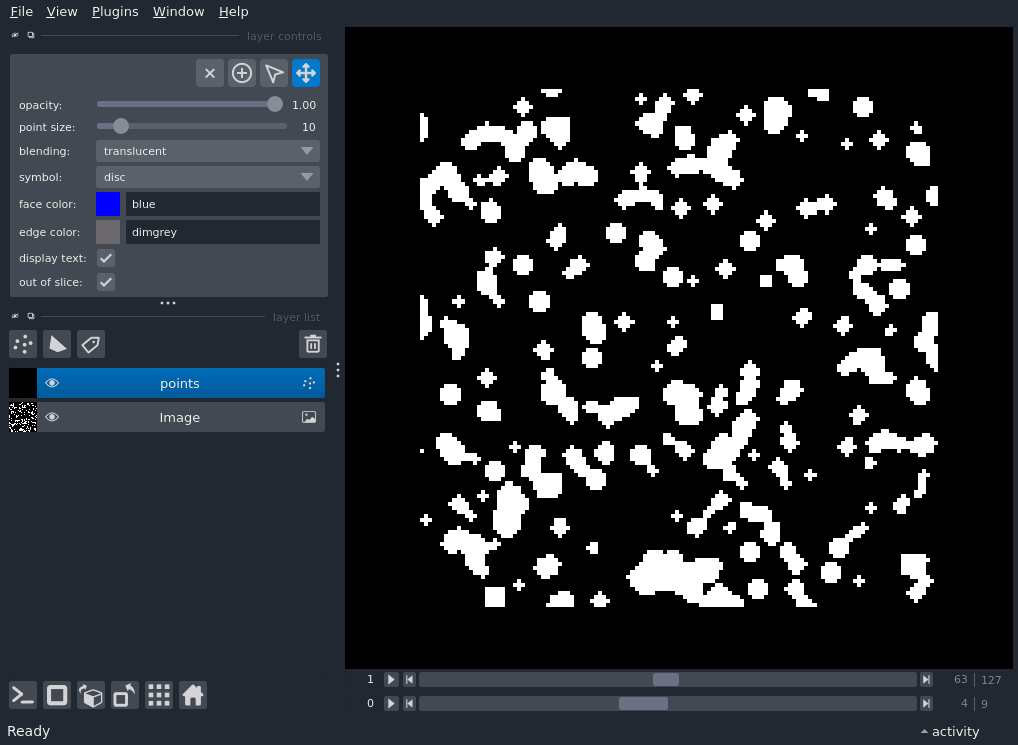 File View Plugins Window Help
layer controls
opacity: 1.00
point size: 10
blending: translucent
symbol: disc
face color: blue
edge color: dimgrey
display text:
out of slice:
layer list
points
Image
1 63 127
0 4 9
Ready activity